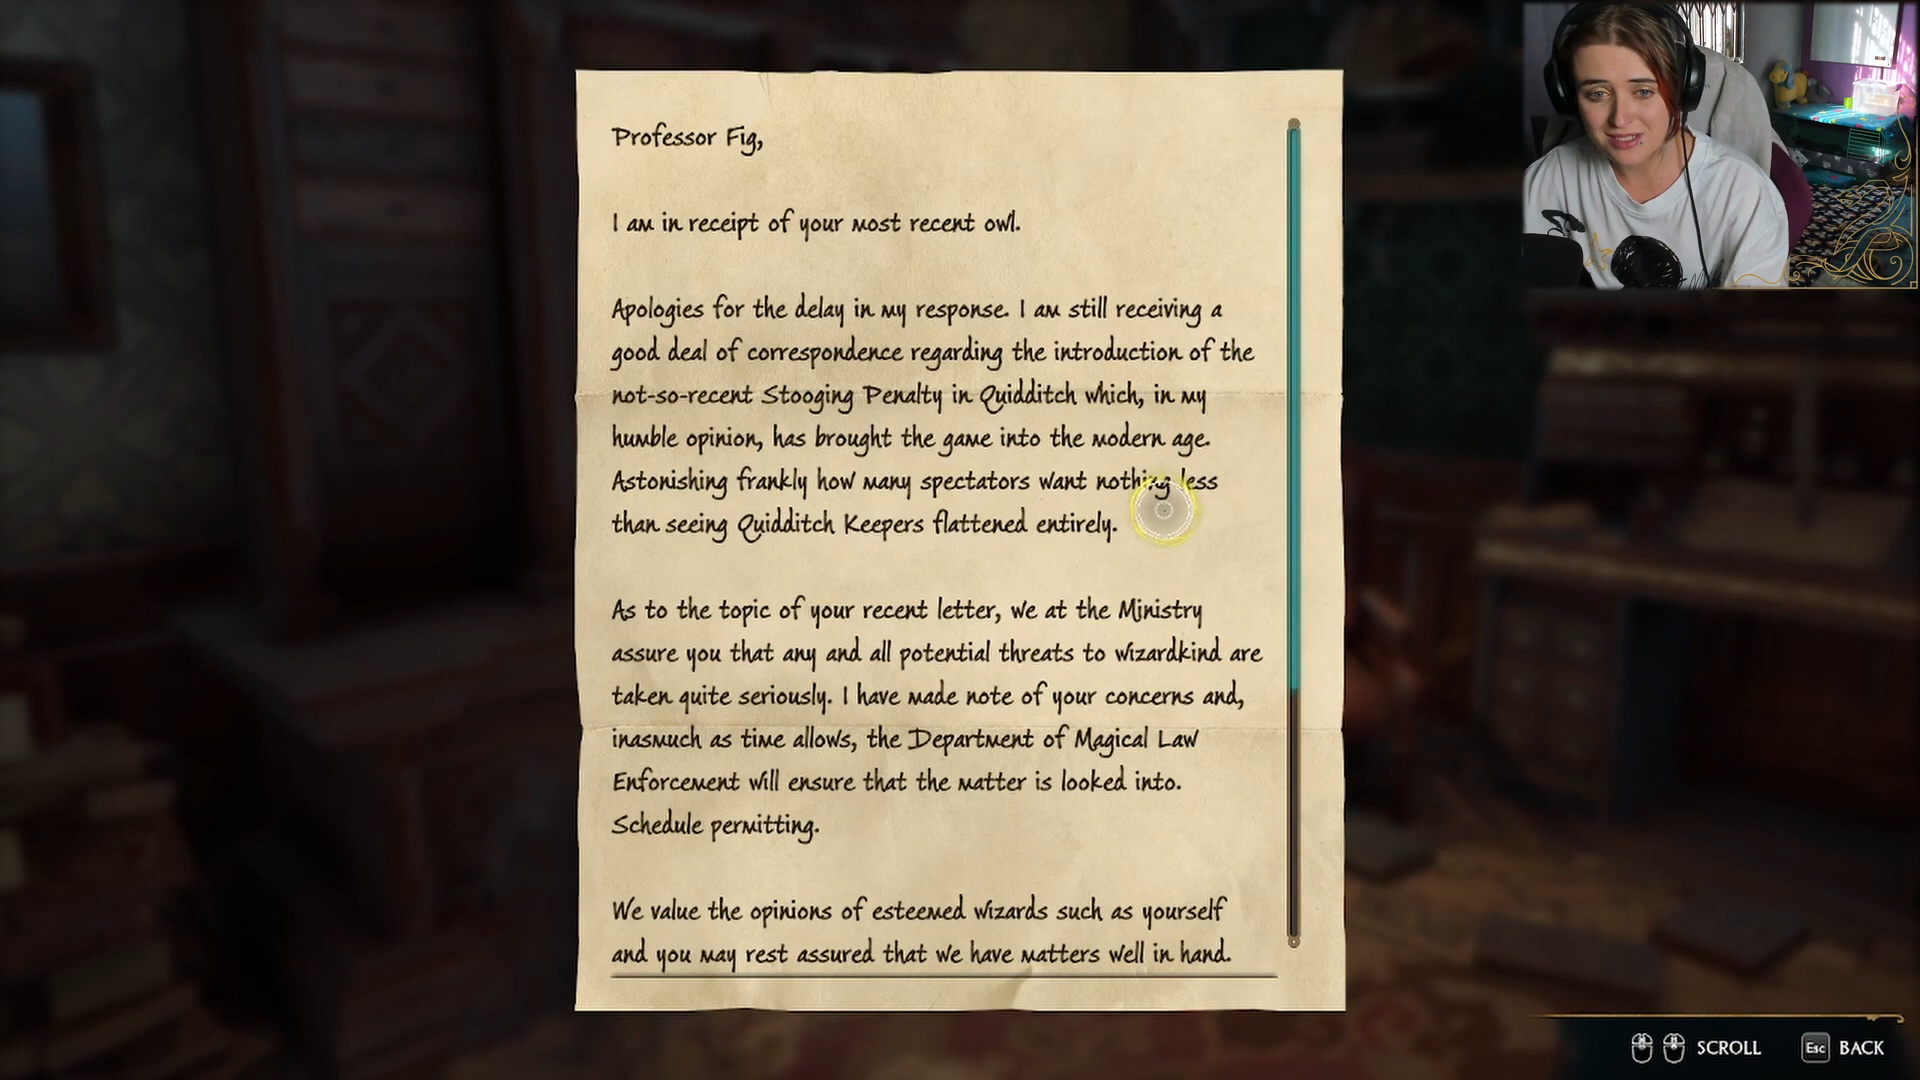 Professor Fig,
I am in receipt of your most recent owl.
Apologies for the delay in my response. I am still receiving a
good deal of correspondence regarding the introduction of the
not-so-recent Stooging Penalty in Quidditch which, in my
humble opinion, has brought the game into the modern age.
Astonishing frankly how many spectators want nothing less
than seeing Quidditch Keepers flattened entirely.
As to the topic of your recent letter, we at the Ministry
assure you that any and all potential threats to wizardkind are
taken quite seriously. I have made note of your concerns and,
inasmuch as time allows, the Department of Magical Law
Enforcement will ensure that the matter is looked into.
Schedule permitting.
We value the opinions of esteemed wizards such as yourself
and you may rest assured that we have matters well in hand.
SCROLL
Esc BACK